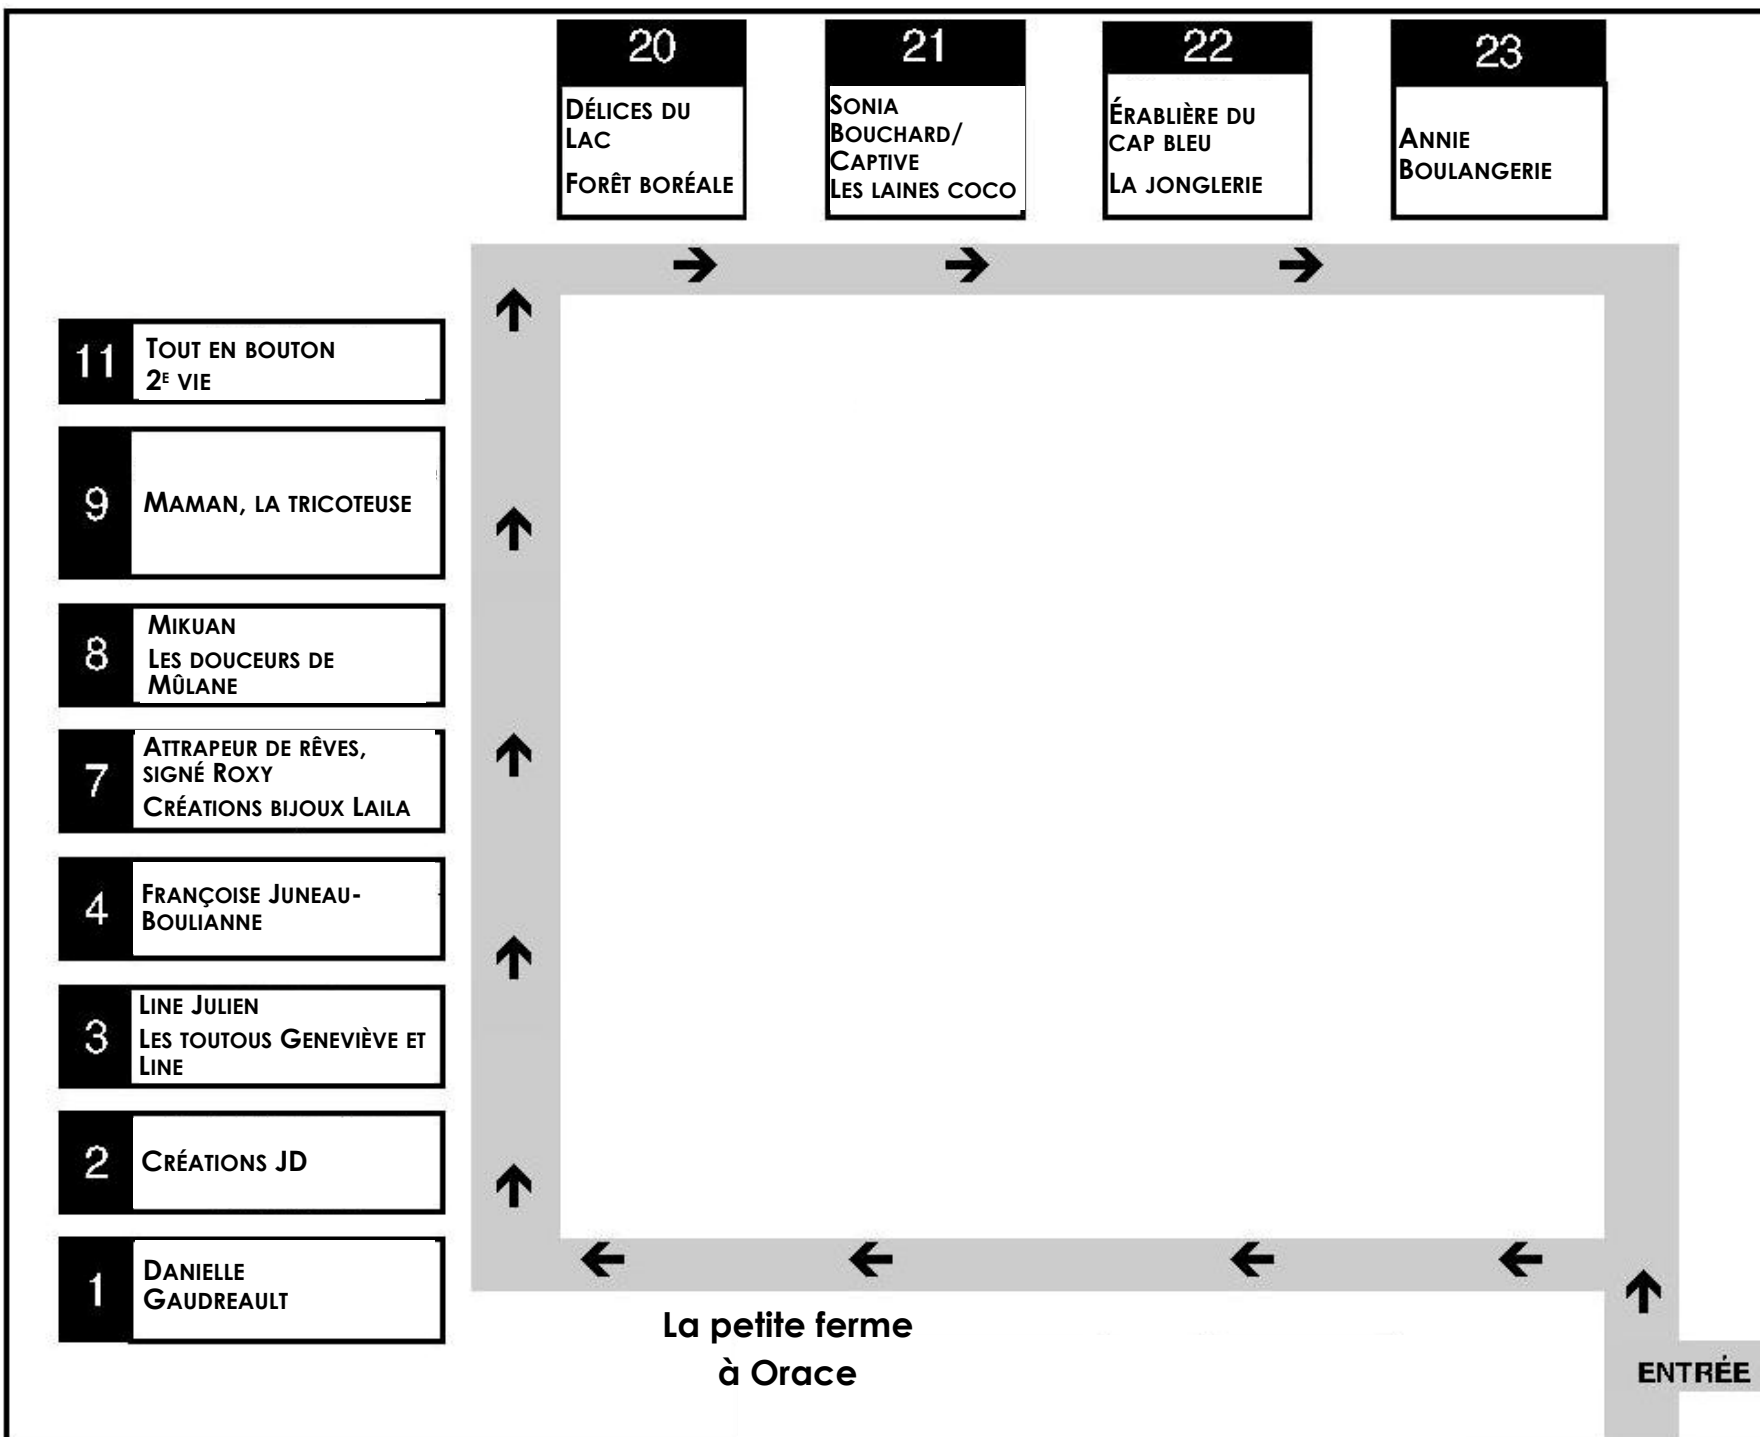 20
DÉLICES DU
LAC
FORÊT BORÉALE
21
SONIA
BOUCHARD/
CAPTIVE
LES LAINES COCO
22
ÉRABLIÈRE DU
CAP BLEU
LA JONGLERIE
23
ANNIE
BOULANGERIE
11
TOUT EN BOUTON
2E VIE
9
MAMAN, LA TRICOTEUSE
8
MIKUAN
LES DOUCEURS DE
MÛLANE
7
ATTRAPEUR DE RÊVES,
SIGNÉ ROXY
CRÉATIONS BIJOUX LAILA
4
FRANÇOISE JUNEAU-
BOULIANNE
3
LINE JULIEN
LES TOUTOUS GENEVIÈVE ET
LINE
2
CRÉATIONS JD
1
DANIELLE
GAUDREAULT
La petite ferme
à Orace
ENTRÉE